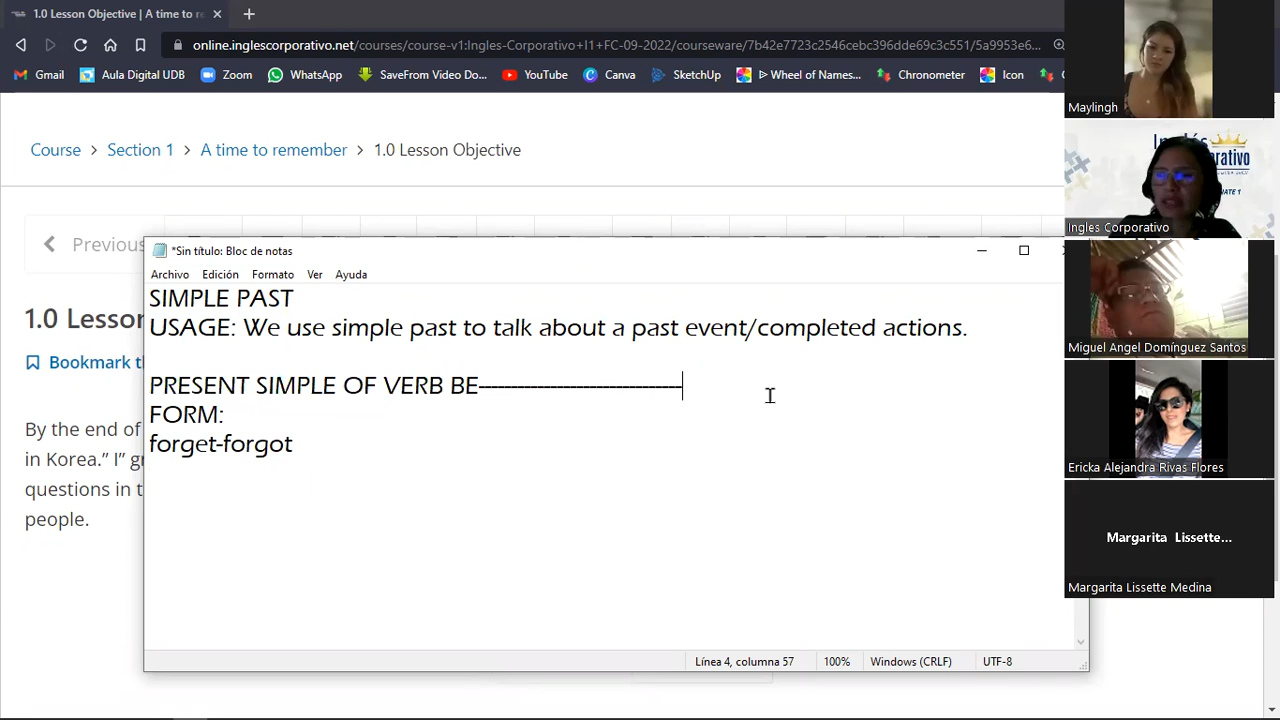 1.0 Lesson Objective | A time to re
online.inglescorporativo.net/courses/course-v1:Ingles-Corporativo+I1+FC-09-2022/courseware/7b42e7723c2546cebc396dde69c3c551/5a9953e6...
Gmail
Aula Digital UDB
Zoom
WhatsApp
SaveFrom Video Do...
YouTube
Canva
SketchUp
Wheel of Names...
Chronometer
Icon
Course > Section 1 > A time to remember > 1.0 Lesson Objective
Previous
*Sin título: Bloc de notas
Archivo Edición Formato Ver Ayuda
SIMPLE PAST
USAGE: We use simple past to talk about a past event/completed actions.
PRESENT SIMPLE OF VERB BE--------------------------------
FORM:
forget-forgot
Línea 4, columna 57
100%
Windows (CRLF)
UTF-8
1.0 Lesso
Bookmark t
By the end of
in Korea.” I” g
questions in t
people.
Maylingh
Ingles Corporativo
Miguel Angel Domínguez Santos
Ericka Alejandra Rivas Flores
Margarita Lissette...
Margarita Lissette Medina